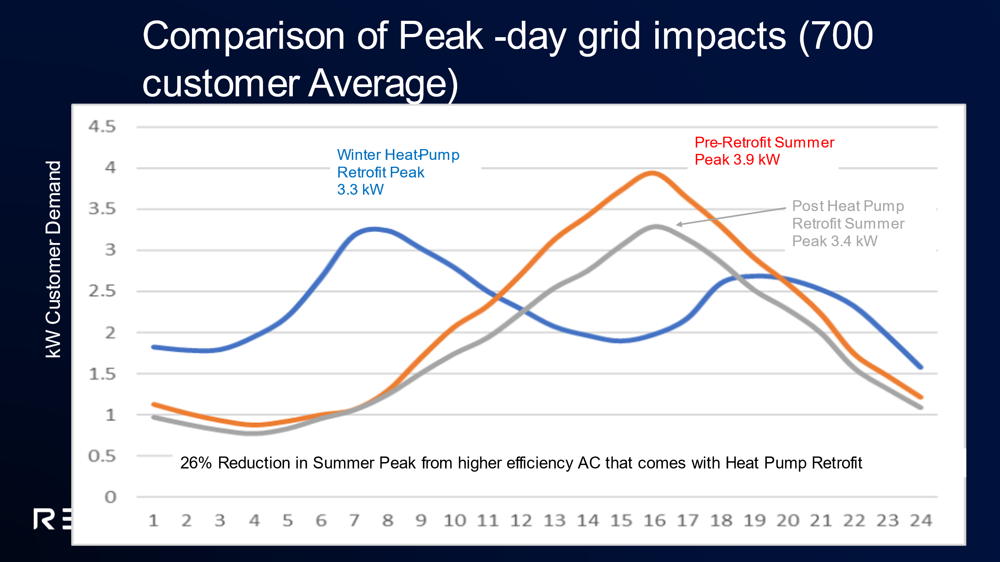 Comparison of Peak -day grid impacts (700
customer Average)
kW Customer Demand
4.5
4
3.5
3
2.5
2
1.5
1
0.5
0
Winter Heat-Pump
Retrofit Peak
3.3 kW
Pre-Retrofit Summer
Peak 3.9 kW
Post Heat Pump
Retrofit Summer
Peak 3.4 kW
26% Reduction in Summer Peak from higher efficiency AC that comes with Heat Pump Retrofit
1 2 3 4 5 6 7 8 9 10 11 12 13 14 15 16 17 18 19 20 21 22 23 24